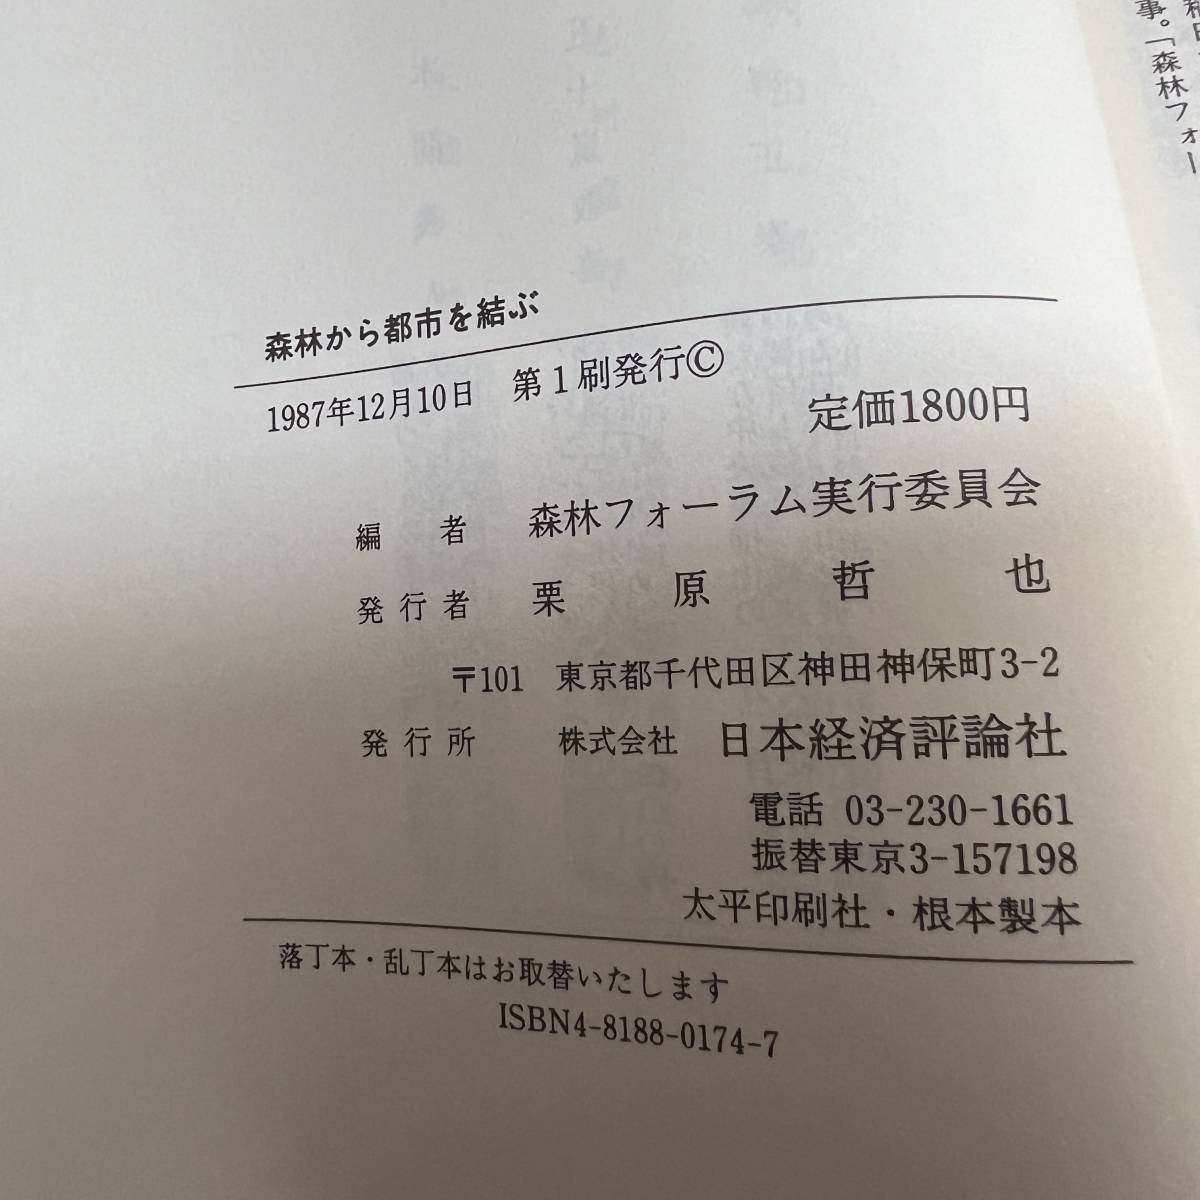 事。「森林フォー
森林から都市を結ぶ
1987年12月10日 第1刷発行©
定価1800円
編者 森林フォーラム実行委員会
発行者 栗原哲也
〒101 東京都千代田区神田神保町3-2
発行所 株式会社 日本経済評論社
電話 03-230-1661
振替東京3-157198
太平印刷社・根本製本
落丁本・乱丁本はお取替いたします
ISBN4-8188-0174-7